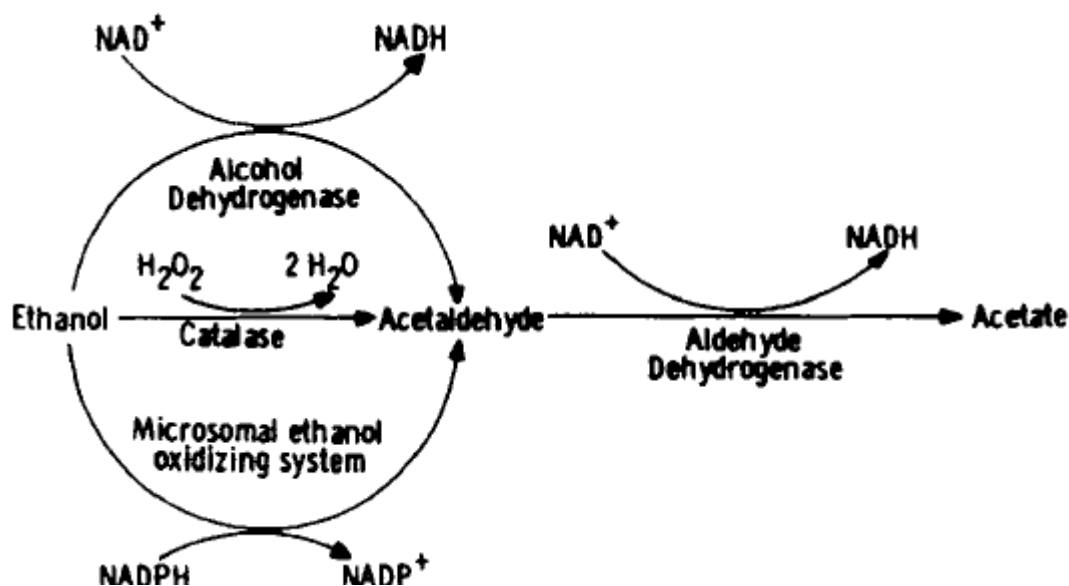 NAD⁺
NADH
Alcohol
Dehydrogenase
H₂O₂
2 H₂O
Catalase
Ethanol
Acetaldehyde
NAD⁺
NADH
Aldehyde
Dehydrogenase
Acetate
Microsomal ethanol
oxidizing system
NADPH
NADP⁺